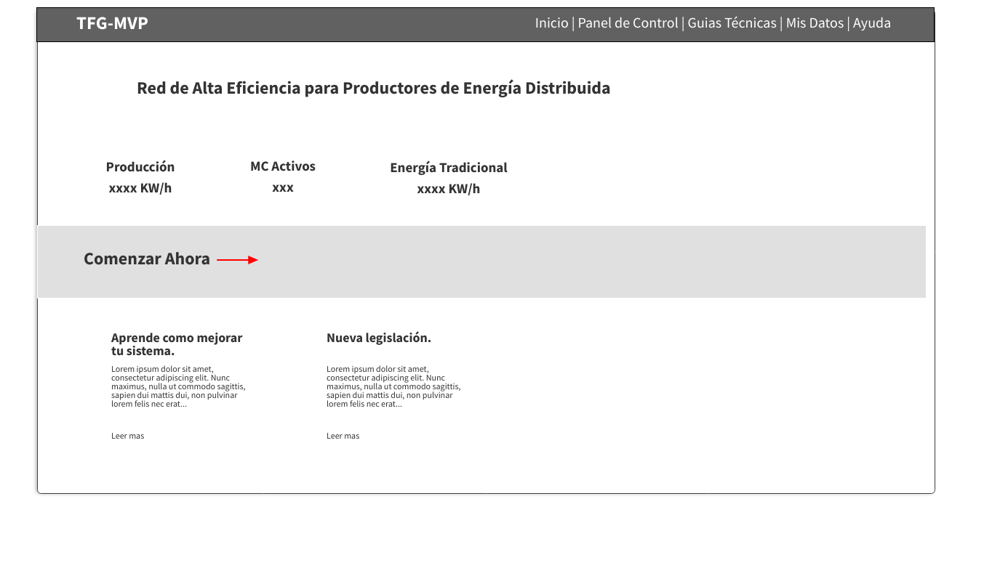 TFG-MVP
Inicio | Panel de Control | Guias Técnicas | Mis Datos | Ayuda
Red de Alta Eficiencia para Productores de Energía Distribuida
Producción
xxxx KW/h
MC Activos
xxx
Energía Tradicional
xxxx KW/h
Comenzar Ahora
Aprende como mejorar
tu sistema.
Lorem ipsum dolor sit amet,
consectetur adipiscing elit. Nunc
maximus, nulla ut commodo sagittis,
sapien dui mattis dui, non pulvinar
lorem felis nec erat...
Leer mas
Nueva legislación.
Lorem ipsum dolor sit amet,
consectetur adipiscing elit. Nunc
maximus, nulla ut commodo sagittis,
sapien dui mattis dui, non pulvinar
lorem felis nec erat...
Leer mas